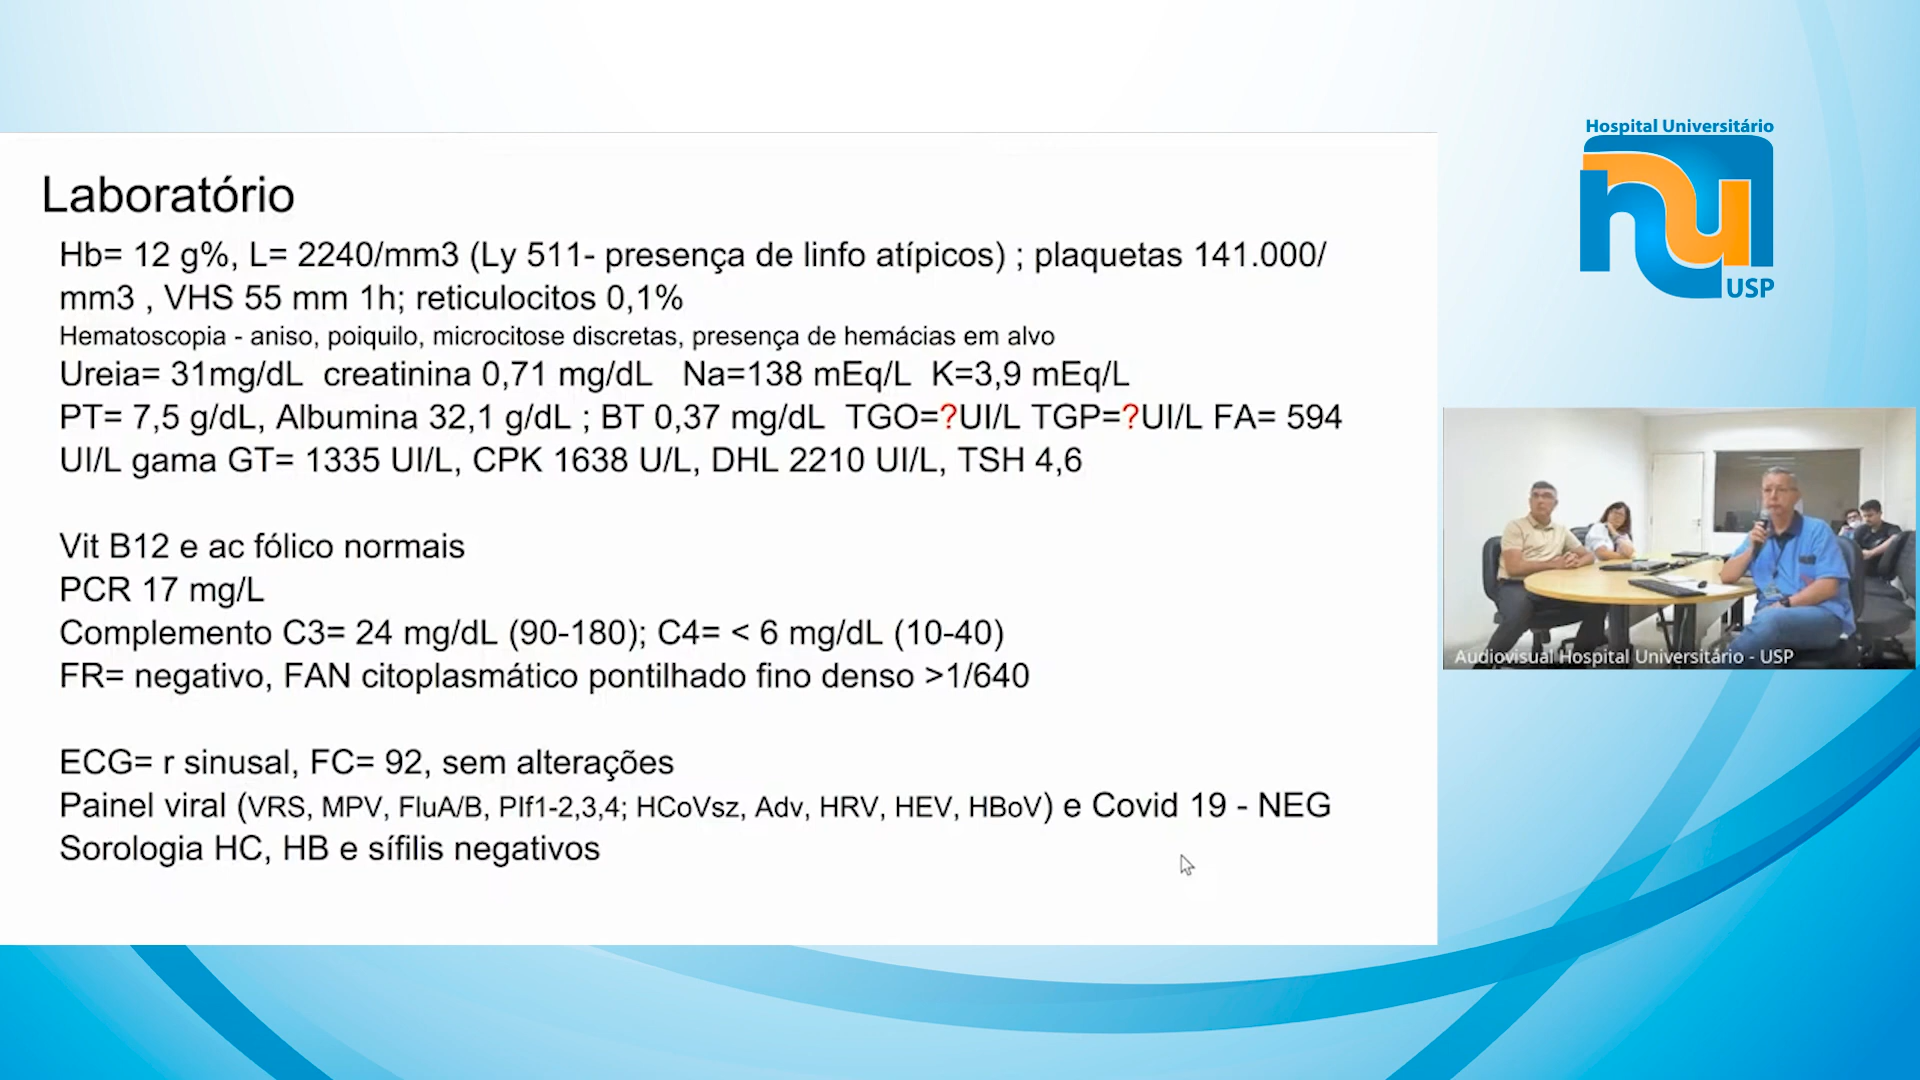 Hospital Universitário
USP
Laboratório
Hb= 12 g%, L= 2240/mm3 (Ly 511- presença de linfo atípicos) ; plaquetas 141.000/
mm3 , VHS 55 mm 1h; reticulocitos 0,1%
Hematoscopia - aniso, poiquilo, microcitose discretas, presença de hemácias em alvo
Ureia= 31mg/dL creatinina 0,71 mg/dL Na=138 mEq/L K=3,9 mEq/L
PT= 7,5 g/dL, Albumina 32,1 g/dL ; BT 0,37 mg/dL TGO=?UI/L TGP=?UI/L FA= 594
UI/L gama GT= 1335 UI/L, CPK 1638 U/L, DHL 2210 UI/L, TSH 4,6
Vit B12 e ac fólico normais
PCR 17 mg/L
Complemento C3= 24 mg/dL (90-180); C4= < 6 mg/dL (10-40)
FR= negativo, FAN citoplasmático pontilhado fino denso >1/640
ECG= r sinusal, FC= 92, sem alterações
Painel viral (VRS, MPV, FluA/B, PIf1-2,3,4; HCoVsz, Adv, HRV, HEV, HBoV) e Covid 19 - NEG
Sorologia HC, HB e sífilis negativos
Audiovisual Hospital Universitário - USP